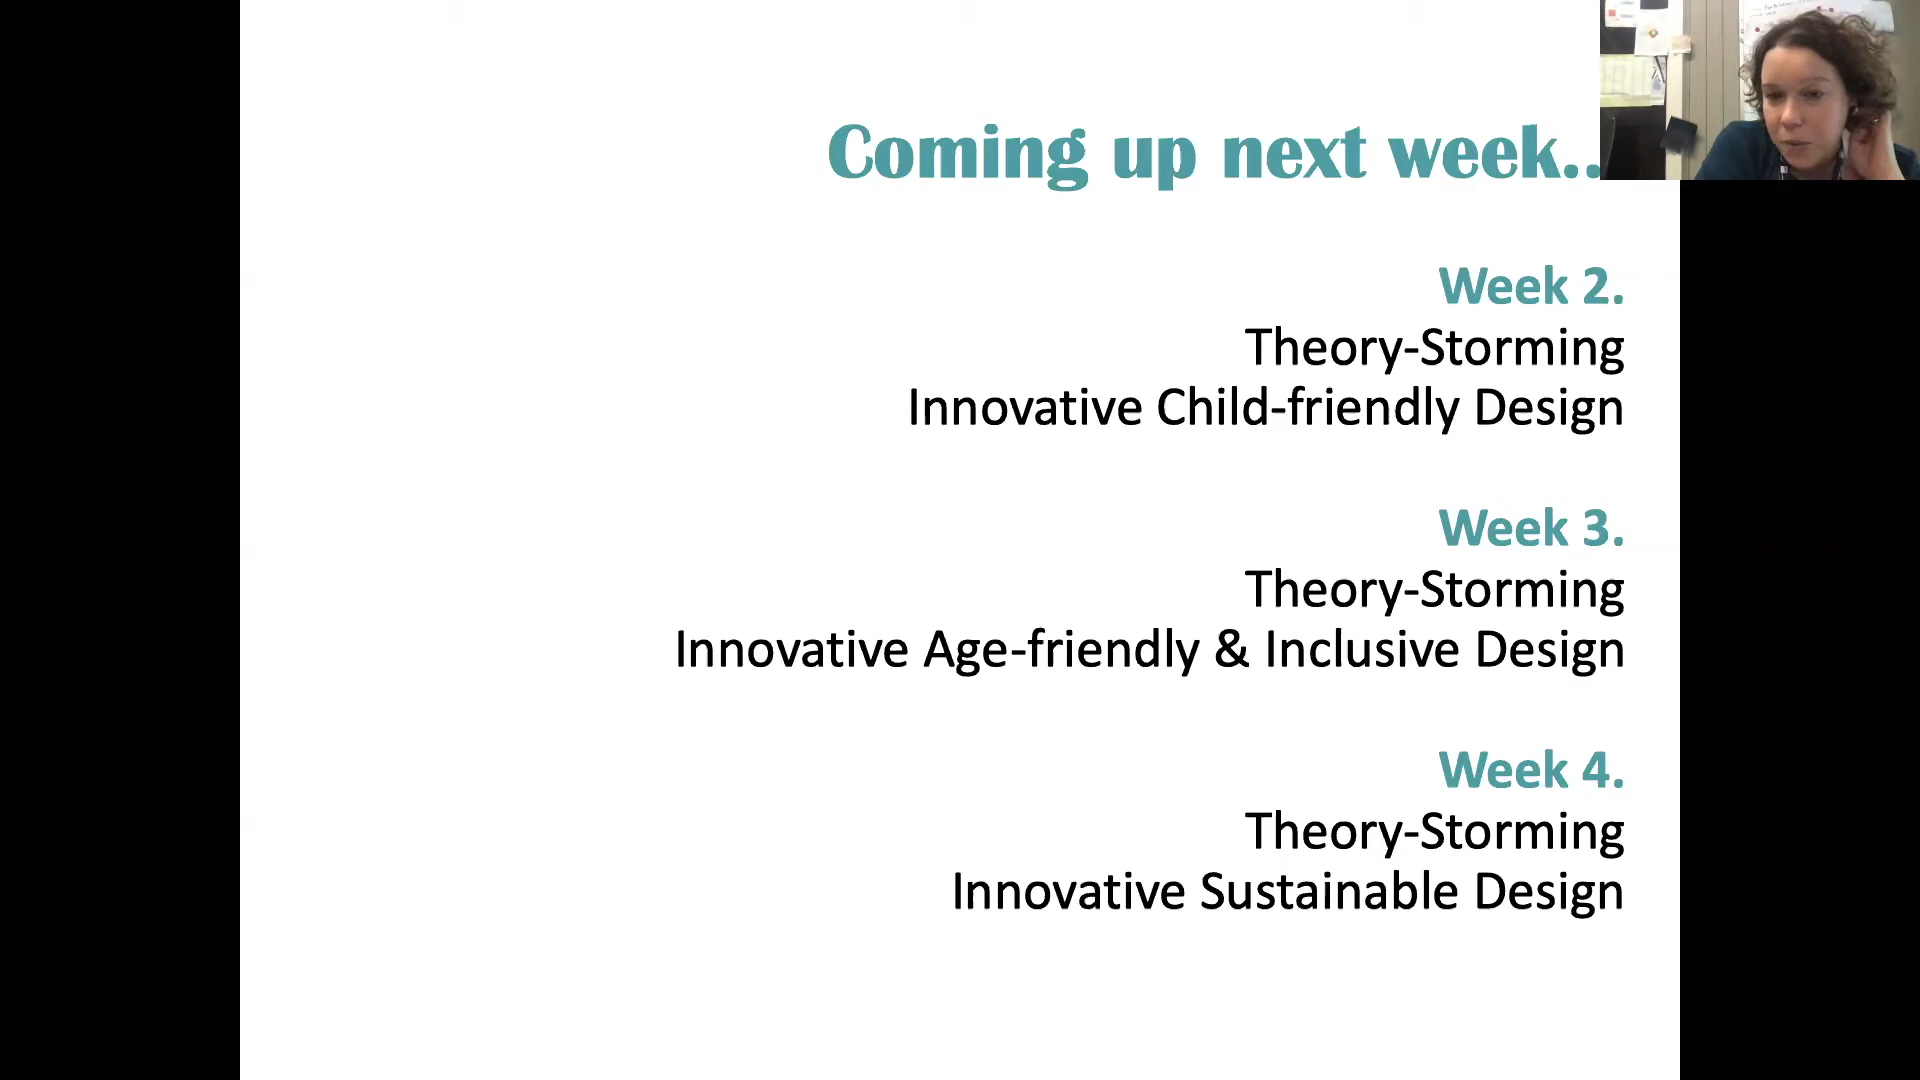 Coming up next week..
Week 2.
Theory-Storming
Innovative Child-friendly Design
Week 3.
Theory-Storming
Innovative Age-friendly & Inclusive Design
Week 4.
Theory-Storming
Innovative Sustainable Design